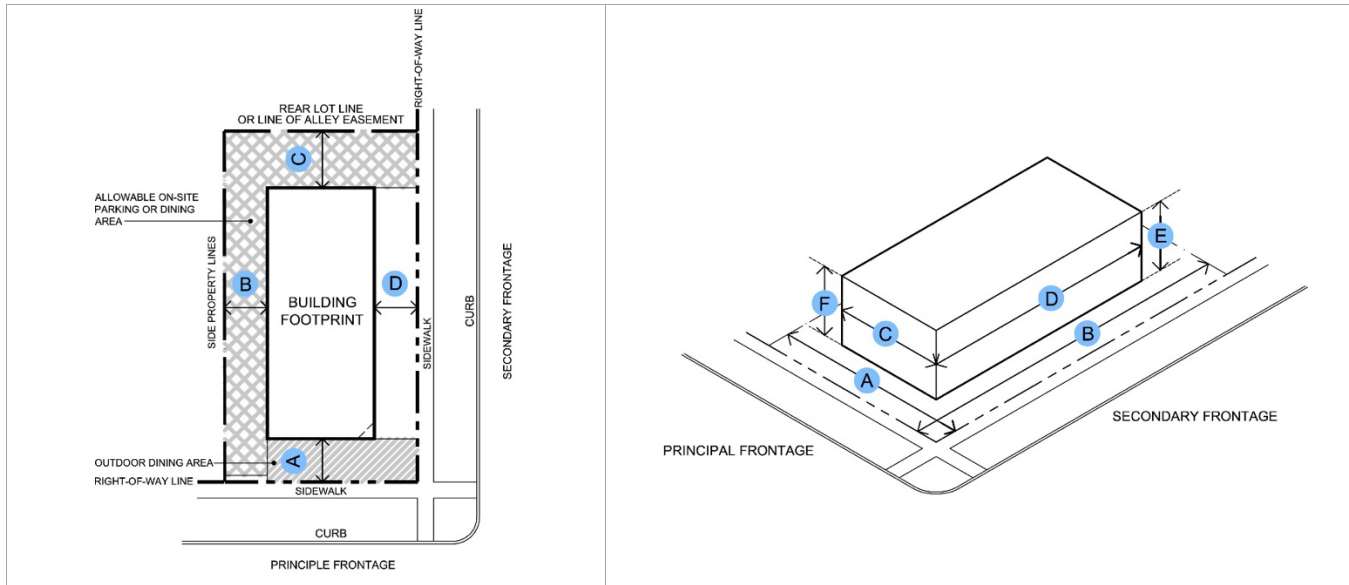 RIGHT-OF-WAY LINE
REAR LOT LINE
OR LINE OF ALLEY EASEMENT
C
ALLOWABLE ON-SITE
PARKING OR DINING
AREA
SIDE PROPERTY LINES
B
BUILDING
FOOTPRINT
D
SIDEWALK
CURB
SECONDARY FRONTAGE
OUTDOOR DINING AREA
A
RIGHT-OF-WAY LINE
SIDEWALK
CURB
PRINCIPLE FRONTAGE
E
F
D
C
B
A
SECONDARY FRONTAGE
PRINCIPAL FRONTAGE